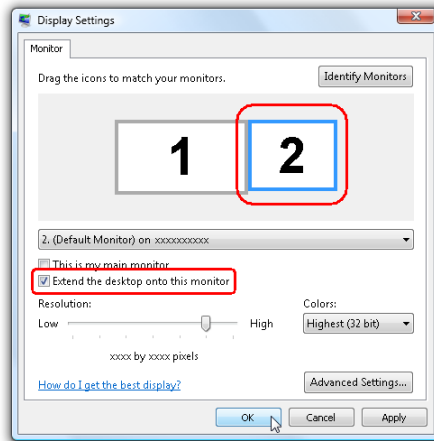 Display Settings
Monitor
Drag the icons to match your monitors.
Identify Monitors
1
2
2. (Default Monitor) on xxxxxxxxxx
This is my main monitor
Extend the desktop onto this monitor
Resolution:
Colors:
Low
High
Highest (32 bit)
xxxx by xxxx pixels
How do I get the best display?
Advanced Settings...
OK
Cancel
Apply